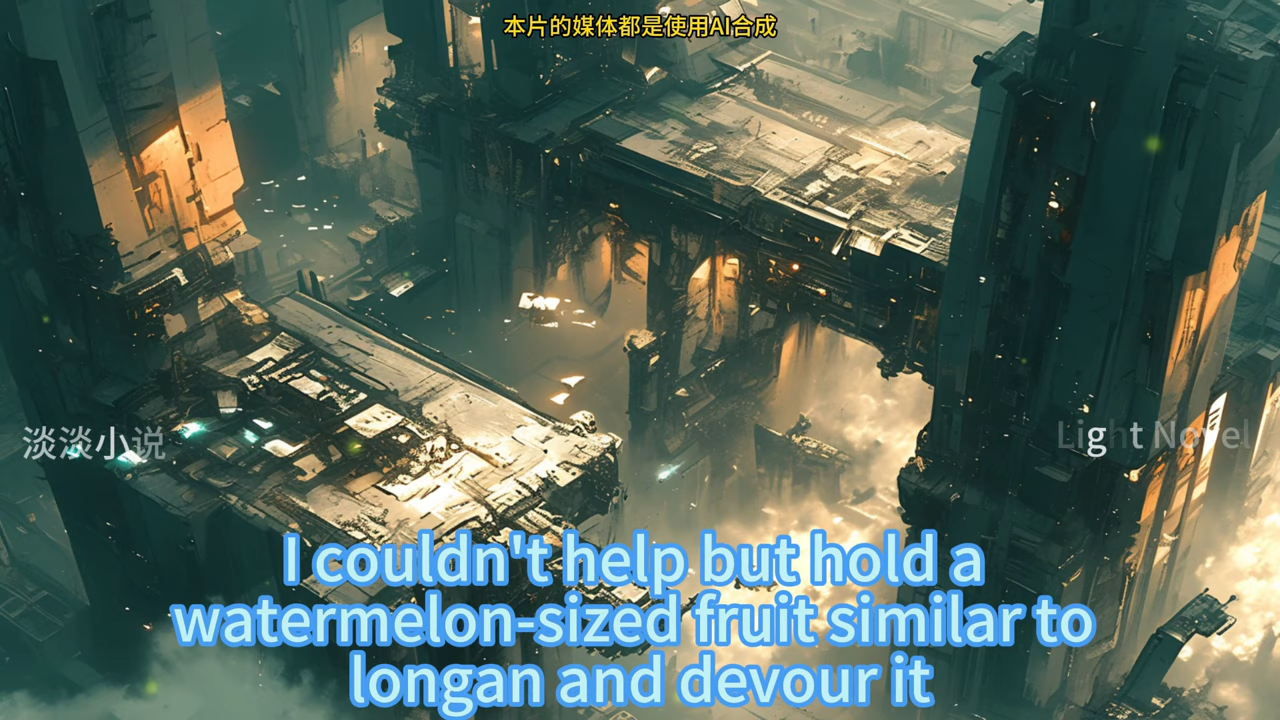 本片的媒体都是使用AI合成
淡淡小说
Light Novel
I couldn't help but hold a
watermelon-sized fruit similar to
longan and devour it